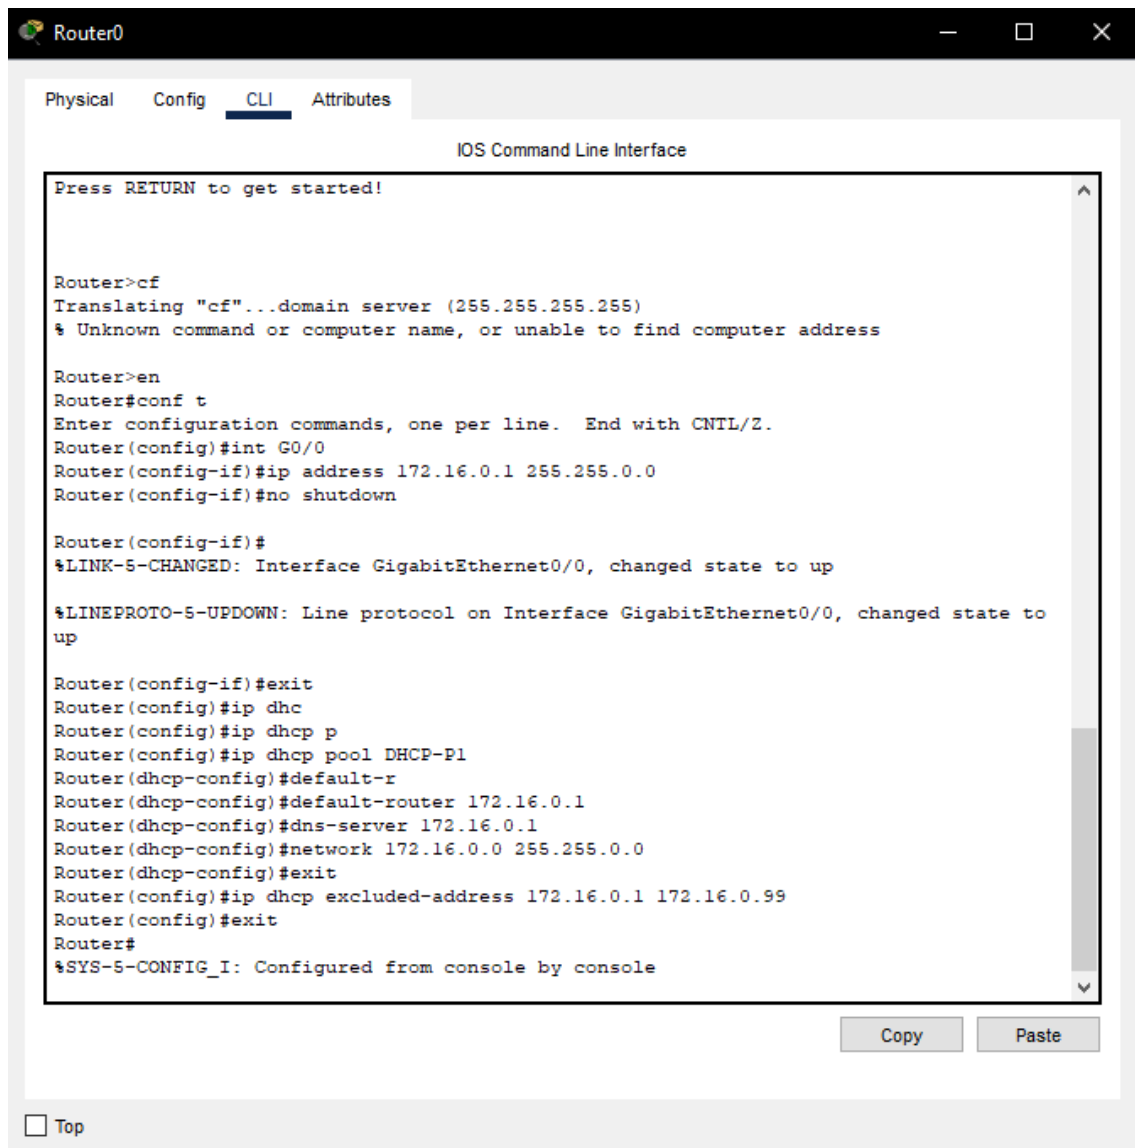 Router0
Physical Config CLI Attributes
IOS Command Line Interface
Press RETURN to get started!
Router>cf
Translating "cf"...domain server (255.255.255.255)
% Unknown command or computer name, or unable to find computer address
Router>en
Router#conf t
Enter configuration commands, one per line.  End with CNTL/Z.
Router(config)#int G0/0
Router(config-if)#ip address 172.16.0.1 255.255.0.0
Router(config-if)#no shutdown
Router(config-if)#
%LINK-5-CHANGED: Interface GigabitEthernet0/0, changed state to up
%LINEPROTO-5-UPDOWN: Line protocol on Interface GigabitEthernet0/0, changed state to
up
Router(config-if)#exit
Router(config)#ip dhc
Router(config)#ip dhcp p
Router(config)#ip dhcp pool DHCP-P1
Router(dhcp-config)#default-r
Router(dhcp-config)#default-router 172.16.0.1
Router(dhcp-config)#dns-server 172.16.0.1
Router(dhcp-config)#network 172.16.0.0 255.255.0.0
Router(dhcp-config)#exit
Router(config)#ip dhcp excluded-address 172.16.0.1 172.16.0.99
Router(config)#exit
Router#
%SYS-5-CONFIG_I: Configured from console by console
Copy Paste
Top